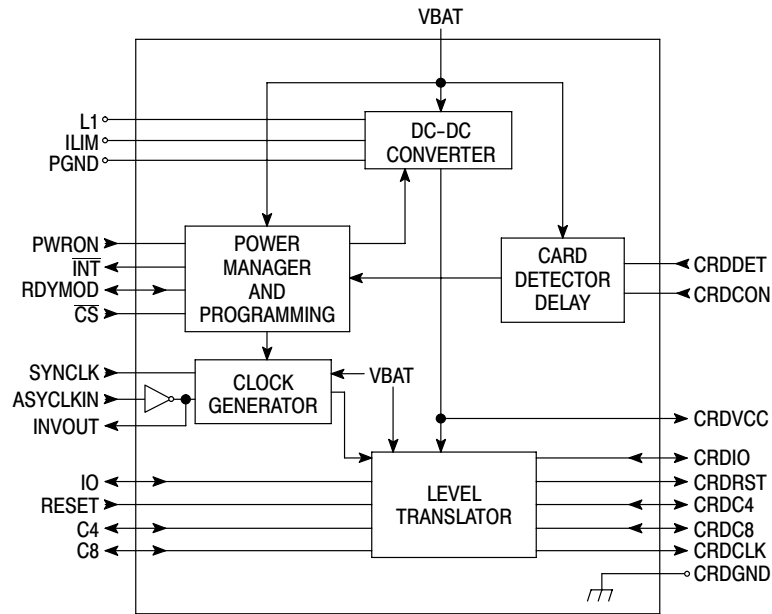 VBAT
L1
ILIM
PGND
DC–DC
CONVERTER
PWRON
INT
RDYMOD
CS
POWER
MANAGER
AND
PROGRAMMING
CARD
DETECTOR
DELAY
CRDDET
CRDCON
SYNCLK
ASYCLKIN
INVOUT
CLOCK
GENERATOR
VBAT
CRDVCC
IO
RESET
C4
C8
LEVEL
TRANSLATOR
CRDIO
CRDRST
CRDC4
CRDC8
CRDCLK
CRDGND